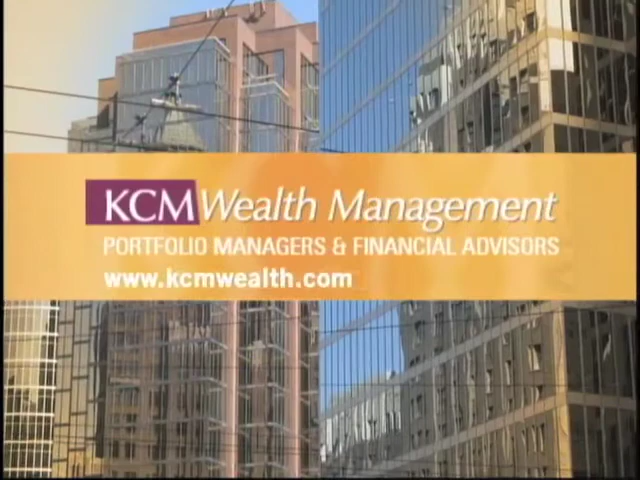 KCM Wealth Management
PORTFOLIO MANAGERS & FINANCIAL ADVISORS
www.kcmwealth.com